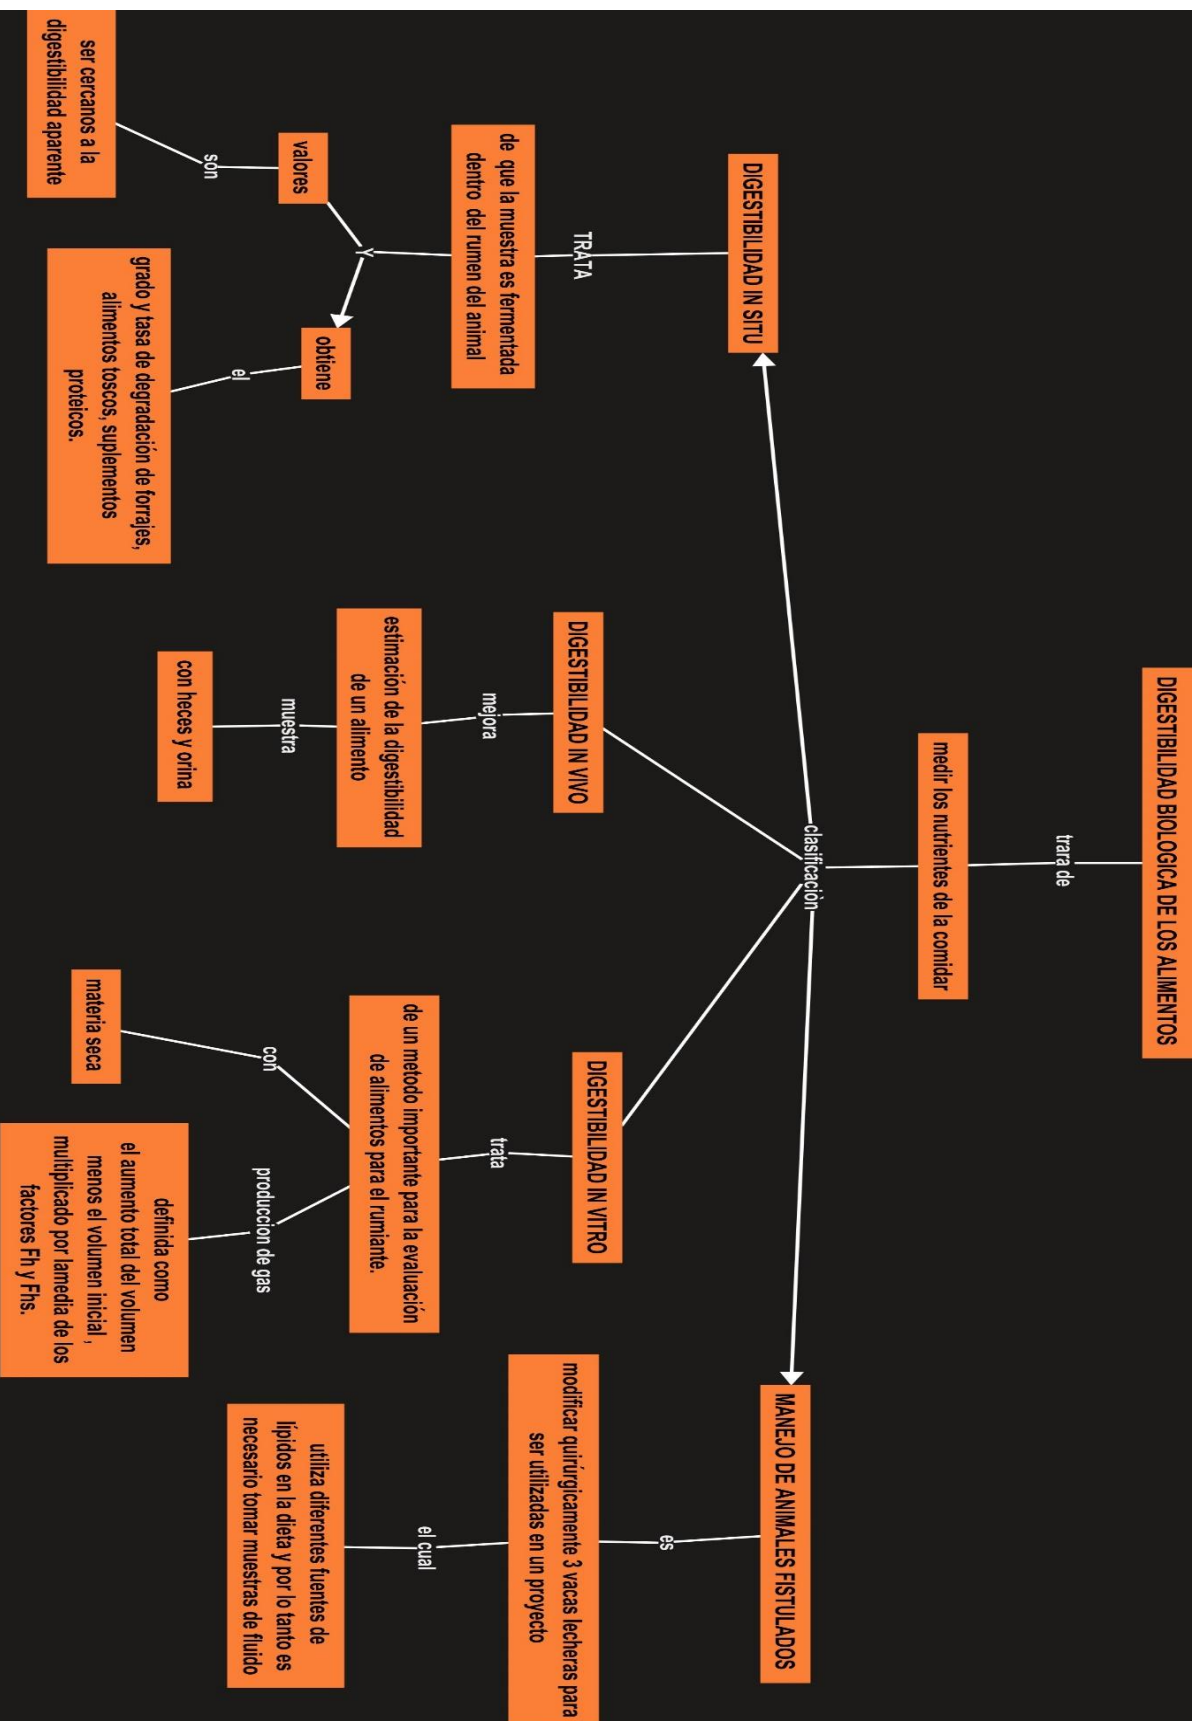 DIGESTIBILIDAD BIOLOGICA DE LOS ALIMENTOS
trara de
medir los nutrientes de la comidar
clasificaciòn
DIGESTIBILIDAD IN SITU
TRATA
de que la muestra es fermentada
dentro del rumen del animal
Y
valores
son
ser cercanos a la
digestibilidad aparente
obtiene
el
grado y tasa de degradación de forrajes,
alimentos toscos, suplementos
proteicos.
DIGESTIBILIDAD IN VIVO
mejora
estimación de la digestibilidad
de un alimento
muestra
con heces y orina
DIGESTIBILIDAD IN VITRO
trata
de un metodo importante para la evaluación
de alimentos para el rumiante.
con
materia seca
produccion de gas
definida como
el aumento total del volumen
menos el volumen inicial ,
multiplicado por lamedia de los
factores Fh y Fhs.
MANEJO DE ANIMALES FISTULADOS
es
modificar quirúrgicamente 3 vacas lecheras para
ser utilizadas en un proyecto
el cual
utiliza diferentes fuentes de
lípidos en la dieta y por lo tanto es
necesario tomar muestras de fluido